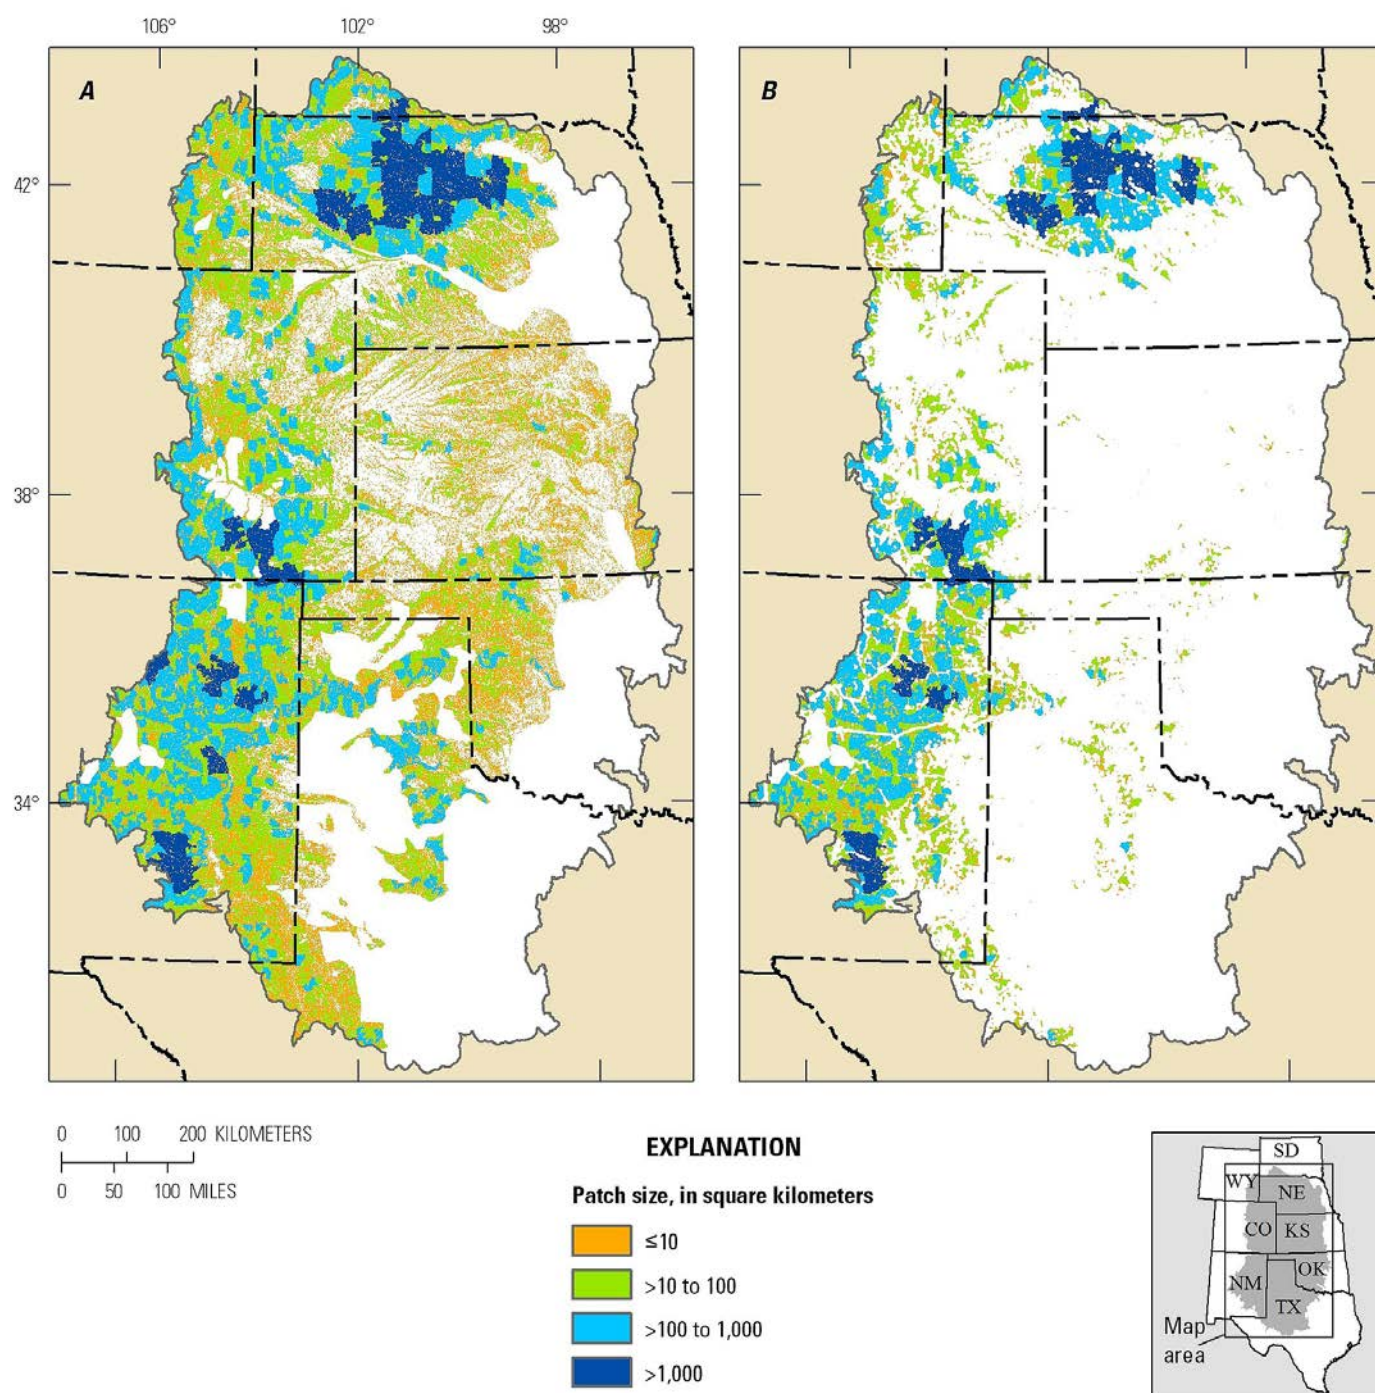 106° 102° 98°
A B
42°
38°
34°
0 100 200 KILOMETERS
0 50 100 MILES
EXPLANATION
Patch size, in square kilometers
≤10
>10 to 100
>100 to 1,000
>1,000
SD
WY NE
CO KS
NM OK
TX
Map
area